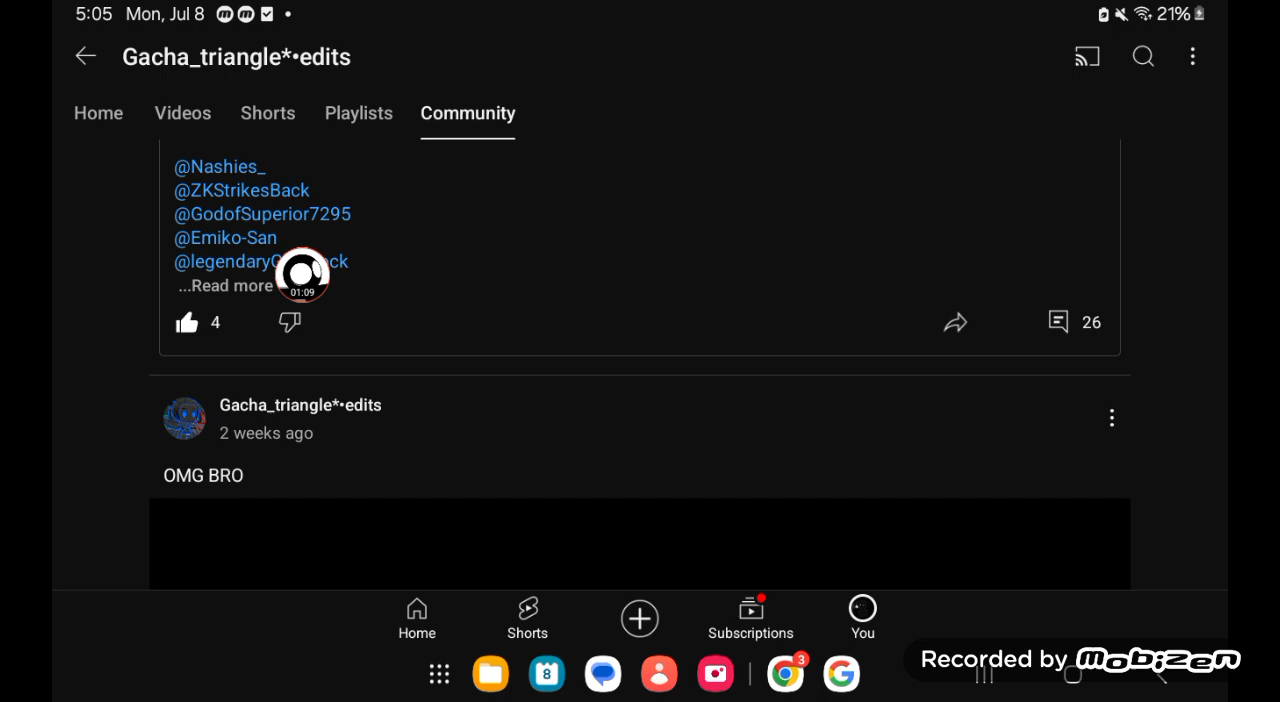 5:05 Mon, Jul 8
21%
Gacha_triangle*•edits
Home Videos Shorts Playlists Community
@Nashies_
@ZKStrikesBack
@GodofSuperior7295
@Emiko-San
...Read more
01:09
4
26
Gacha_triangle*•edits
2 weeks ago
OMG BRO
Home Shorts Subscriptions You
8
3
Recorded by mobizen